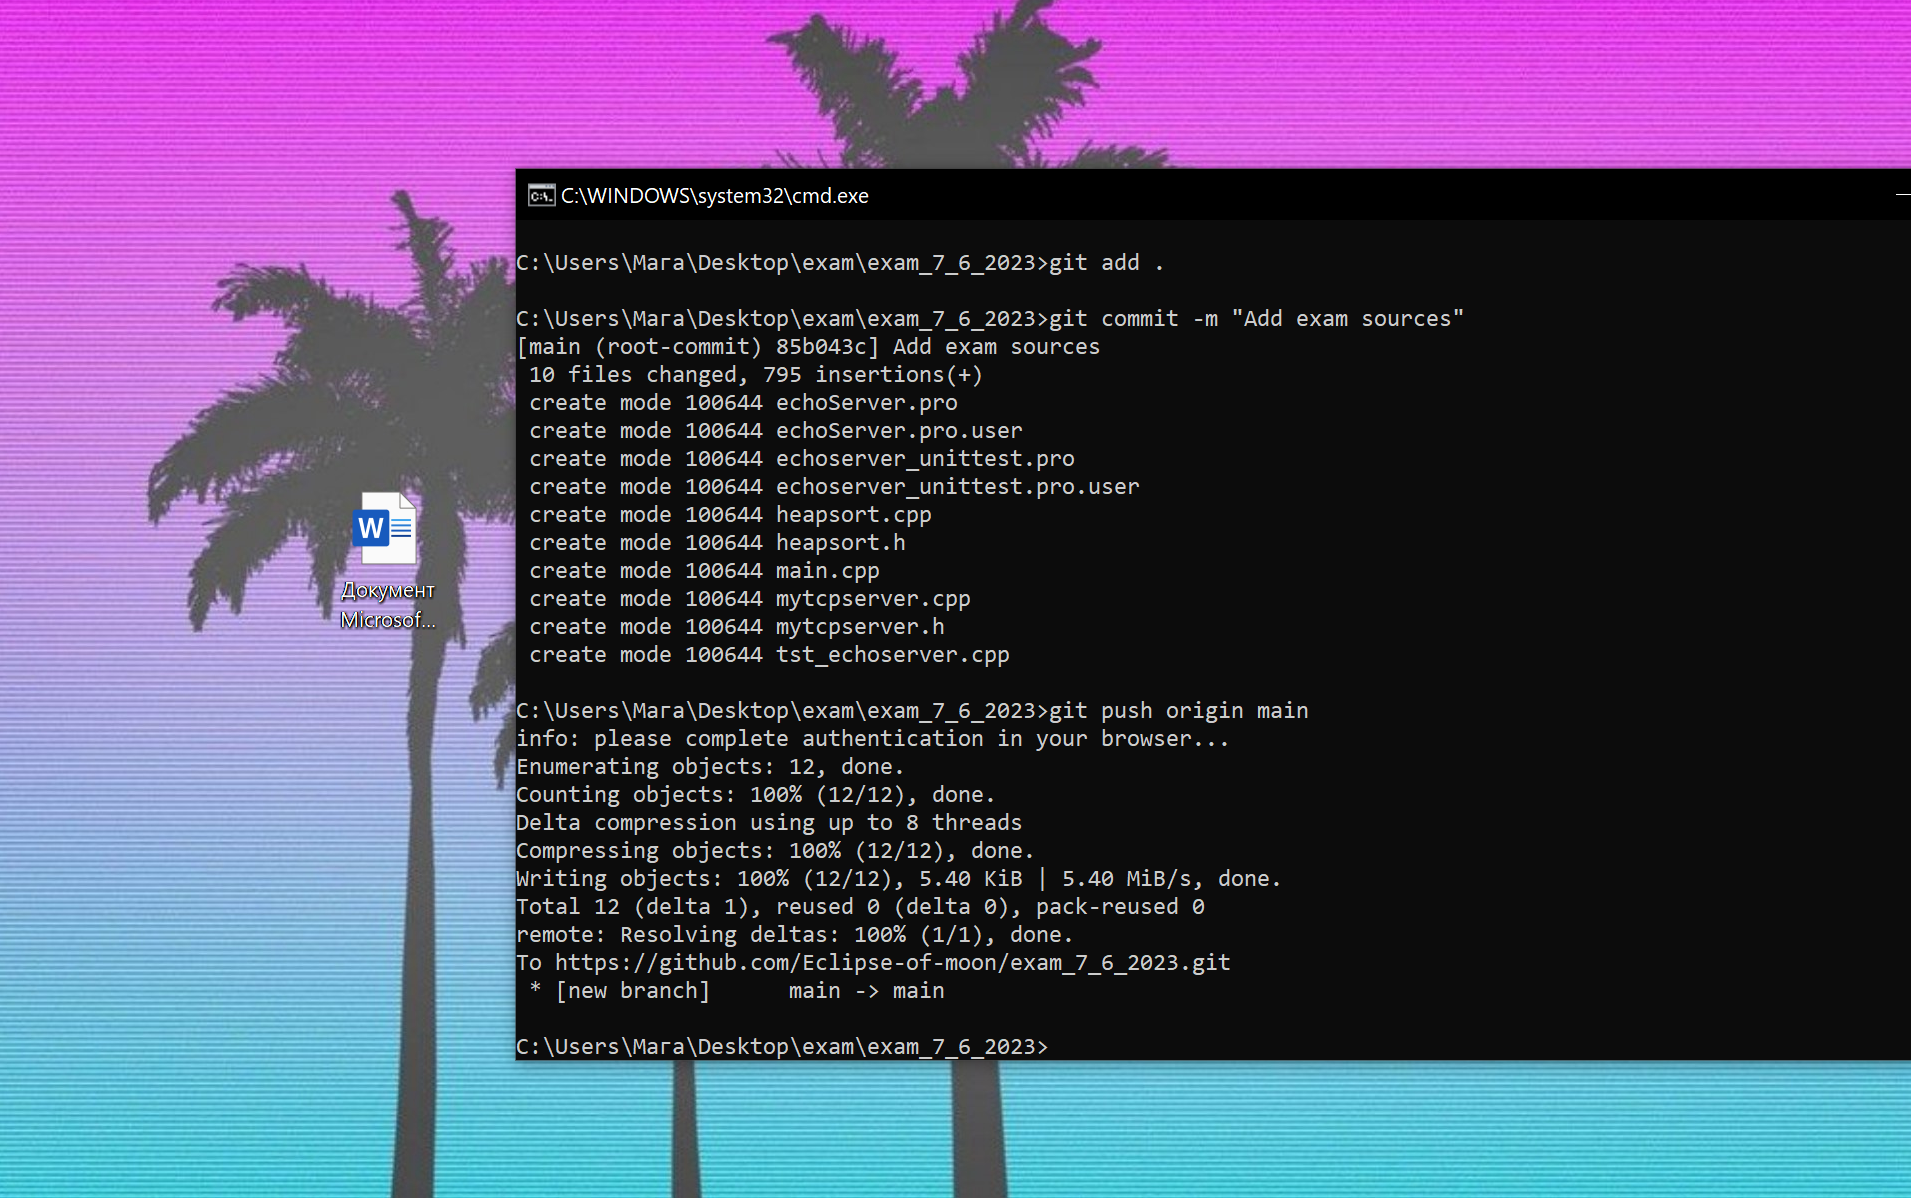 C:\WINDOWS\system32\cmd.exe
C:\Users\Мага\Desktop\exam\exam_7_6_2023>git add .
C:\Users\Мага\Desktop\exam\exam_7_6_2023>git commit -m "Add exam sources"
[main (root-commit) 85b043c] Add exam sources
 10 files changed, 795 insertions(+)
 create mode 100644 echoServer.pro
 create mode 100644 echoServer.pro.user
 create mode 100644 echoserver_unittest.pro
 create mode 100644 echoserver_unittest.pro.user
 create mode 100644 heapsort.cpp
 create mode 100644 heapsort.h
 create mode 100644 main.cpp
 create mode 100644 mytcpserver.cpp
 create mode 100644 mytcpserver.h
 create mode 100644 tst_echoserver.cpp
C:\Users\Мага\Desktop\exam\exam_7_6_2023>git push origin main
info: please complete authentication in your browser...
Enumerating objects: 12, done.
Counting objects: 100% (12/12), done.
Delta compression using up to 8 threads
Compressing objects: 100% (12/12), done.
Writing objects: 100% (12/12), 5.40 KiB | 5.40 MiB/s, done.
Total 12 (delta 1), reused 0 (delta 0), pack-reused 0
remote: Resolving deltas: 100% (1/1), done.
To https://github.com/Eclipse-of-moon/exam_7_6_2023.git
 * [new branch]      main -> main
C:\Users\Мага\Desktop\exam\exam_7_6_2023>
W
Документ
Microsof...